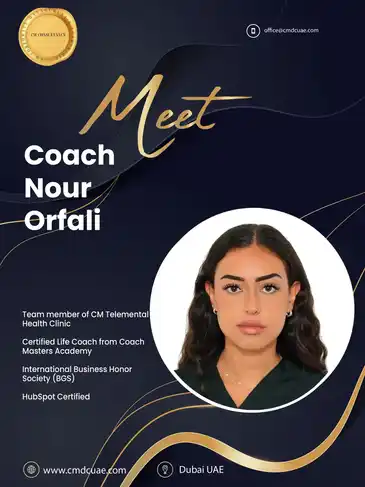 office@cmdcuae.com
Meet
Coach
Nour
Orfali
Team member of CM Telemental
Health Clinic
Certified Life Coach from Coach
Masters Academy
International Business Honor
Society (BGS)
HubSpot Certified
www.cmdcuae.com
Dubai UAE